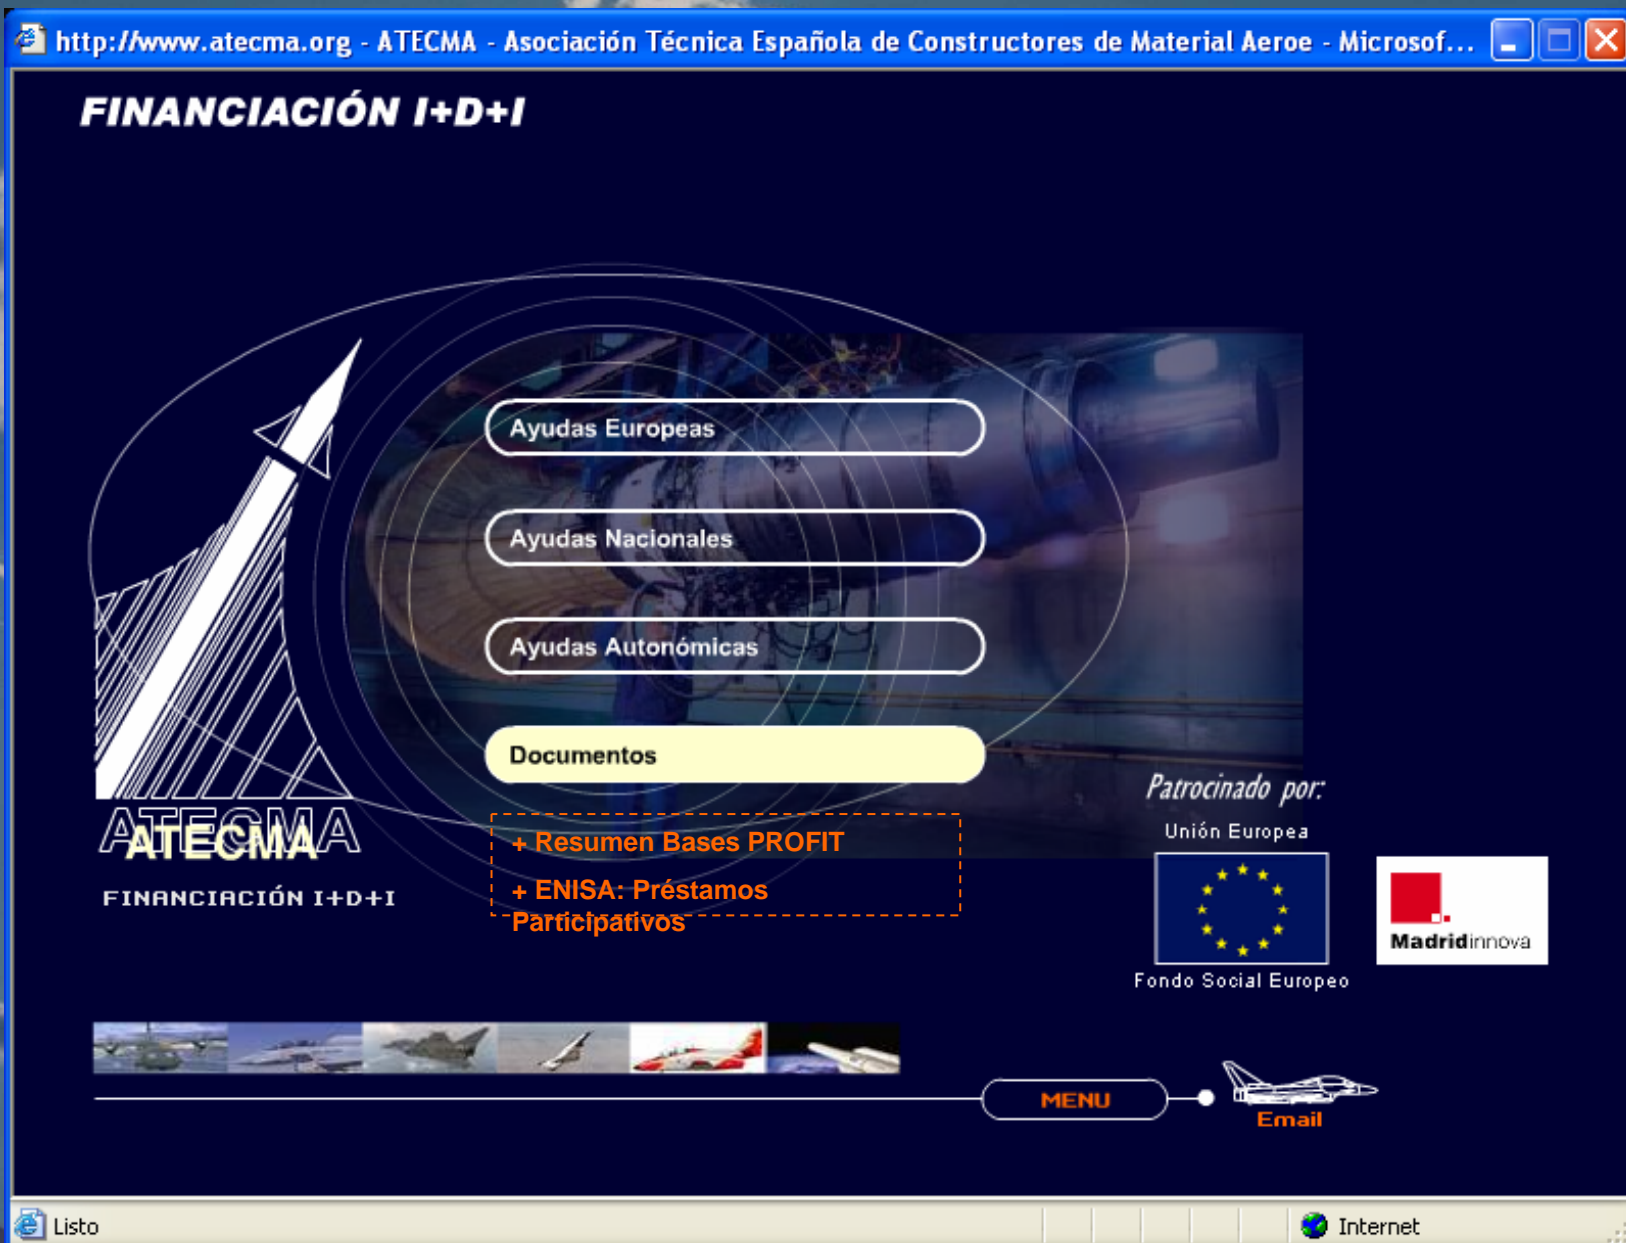 http://www.atecma.org - ATECMA - Asociación Técnica Española de Constructores de Material Aeroe - Microsof...
FINANCIACIÓN I+D+I
Ayudas Europeas
Ayudas Nacionales
Ayudas Autonómicas
Documentos
+ Resumen Bases PROFIT
+ ENISA: Préstamos
Participativos
ATECMA
ATECMA
FINANCIACIÓN I+D+I
Patrocinado por:
Unión Europea
Fondo Social Europeo
Madridinnova
MENU
Email
Listo
Internet